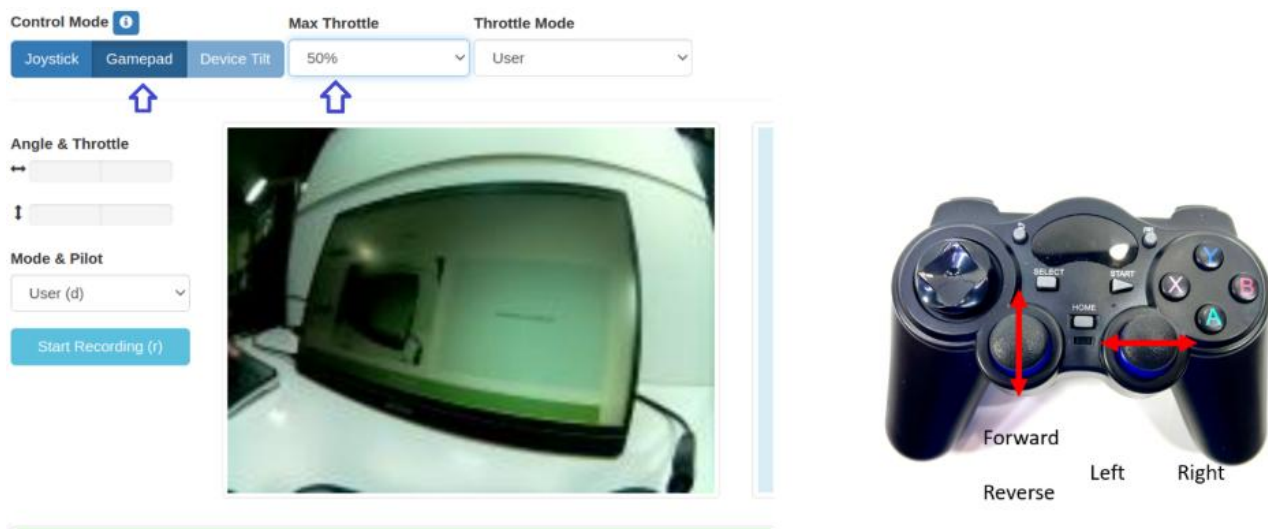 Control Mode
Max Throttle
Throttle Mode
Joystick
Gamepad
Device Tilt
50%
User
Angle & Throttle
Mode & Pilot
User (d)
Start Recording (r)
SELECT
START
HOME
Y
X
B
A
Forward
Reverse
Left
Right